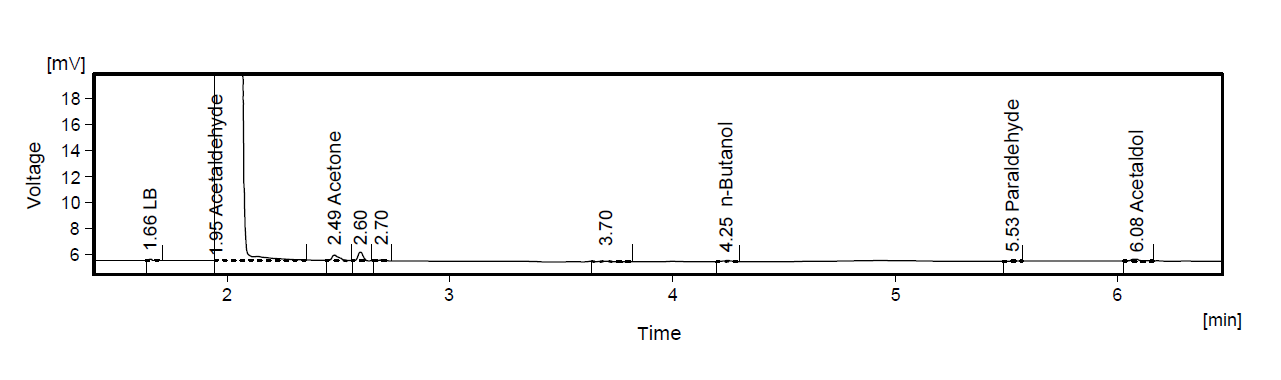 [mV]
18
16
14
12
10
8
6
Voltage
1.66 LB
1.95 Acetaldehyde
2.49 Acetone
2.60
2.70
3.70
4.25 n-Butanol
5.53 Paraldehyde
6.08 Acetaldol
2 3 4 5 6
Time
[min]